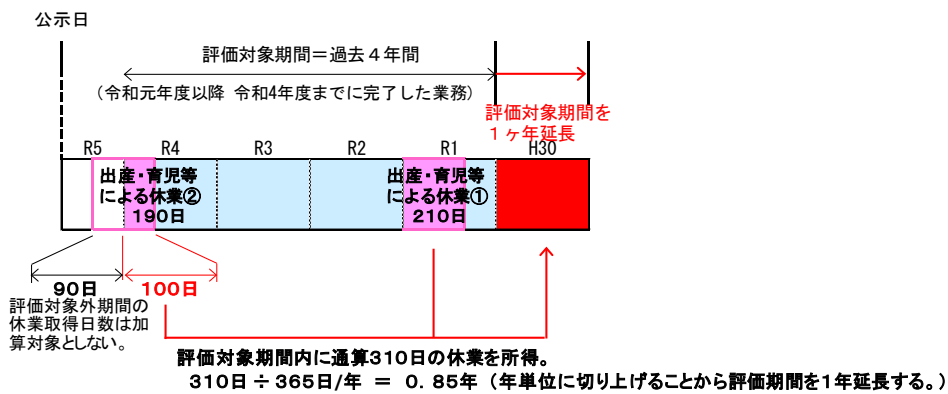 公示日
評価対象期間＝過去４年間
（令和元年度以降 令和4年度までに完了した業務）
評価対象期間を
１ヶ年延長
R5 R4 R3 R2 R1 H30
出産・育児等
による休業②
190日
出産・育児等
による休業①
210日
90日
100日
評価対象外期間の
休業取得日数は加
算対象としない。
評価対象期間内に通算310日の休業を所得。
310日÷365日/年 ＝ 0.85年（年単位に切り上げることから評価期間を1年延長する。）